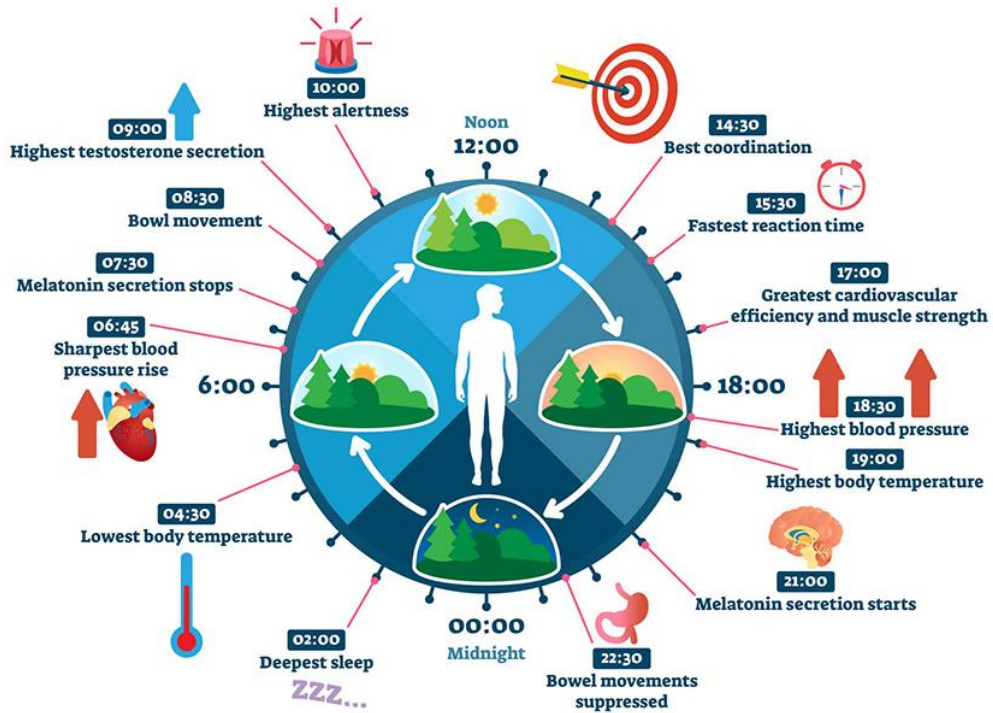 Noon
12:00
14:30
Best coordination
15:30
Fastest reaction time
17:00
Greatest cardiovascular
efficiency and muscle strength
18:00
18:30
Highest blood pressure
19:00
Highest body temperature
21:00
Melatonin secretion starts
22:30
Bowel movements
suppressed
00:00
Midnight
02:00
Deepest sleep
ZZZ...
04:30
Lowest body temperature
6:00
06:45
Sharpest blood
pressure rise
07:30
Melatonin secretion stops
08:30
Bowl movement
09:00
Highest testosterone secretion
10:00
Highest alertness